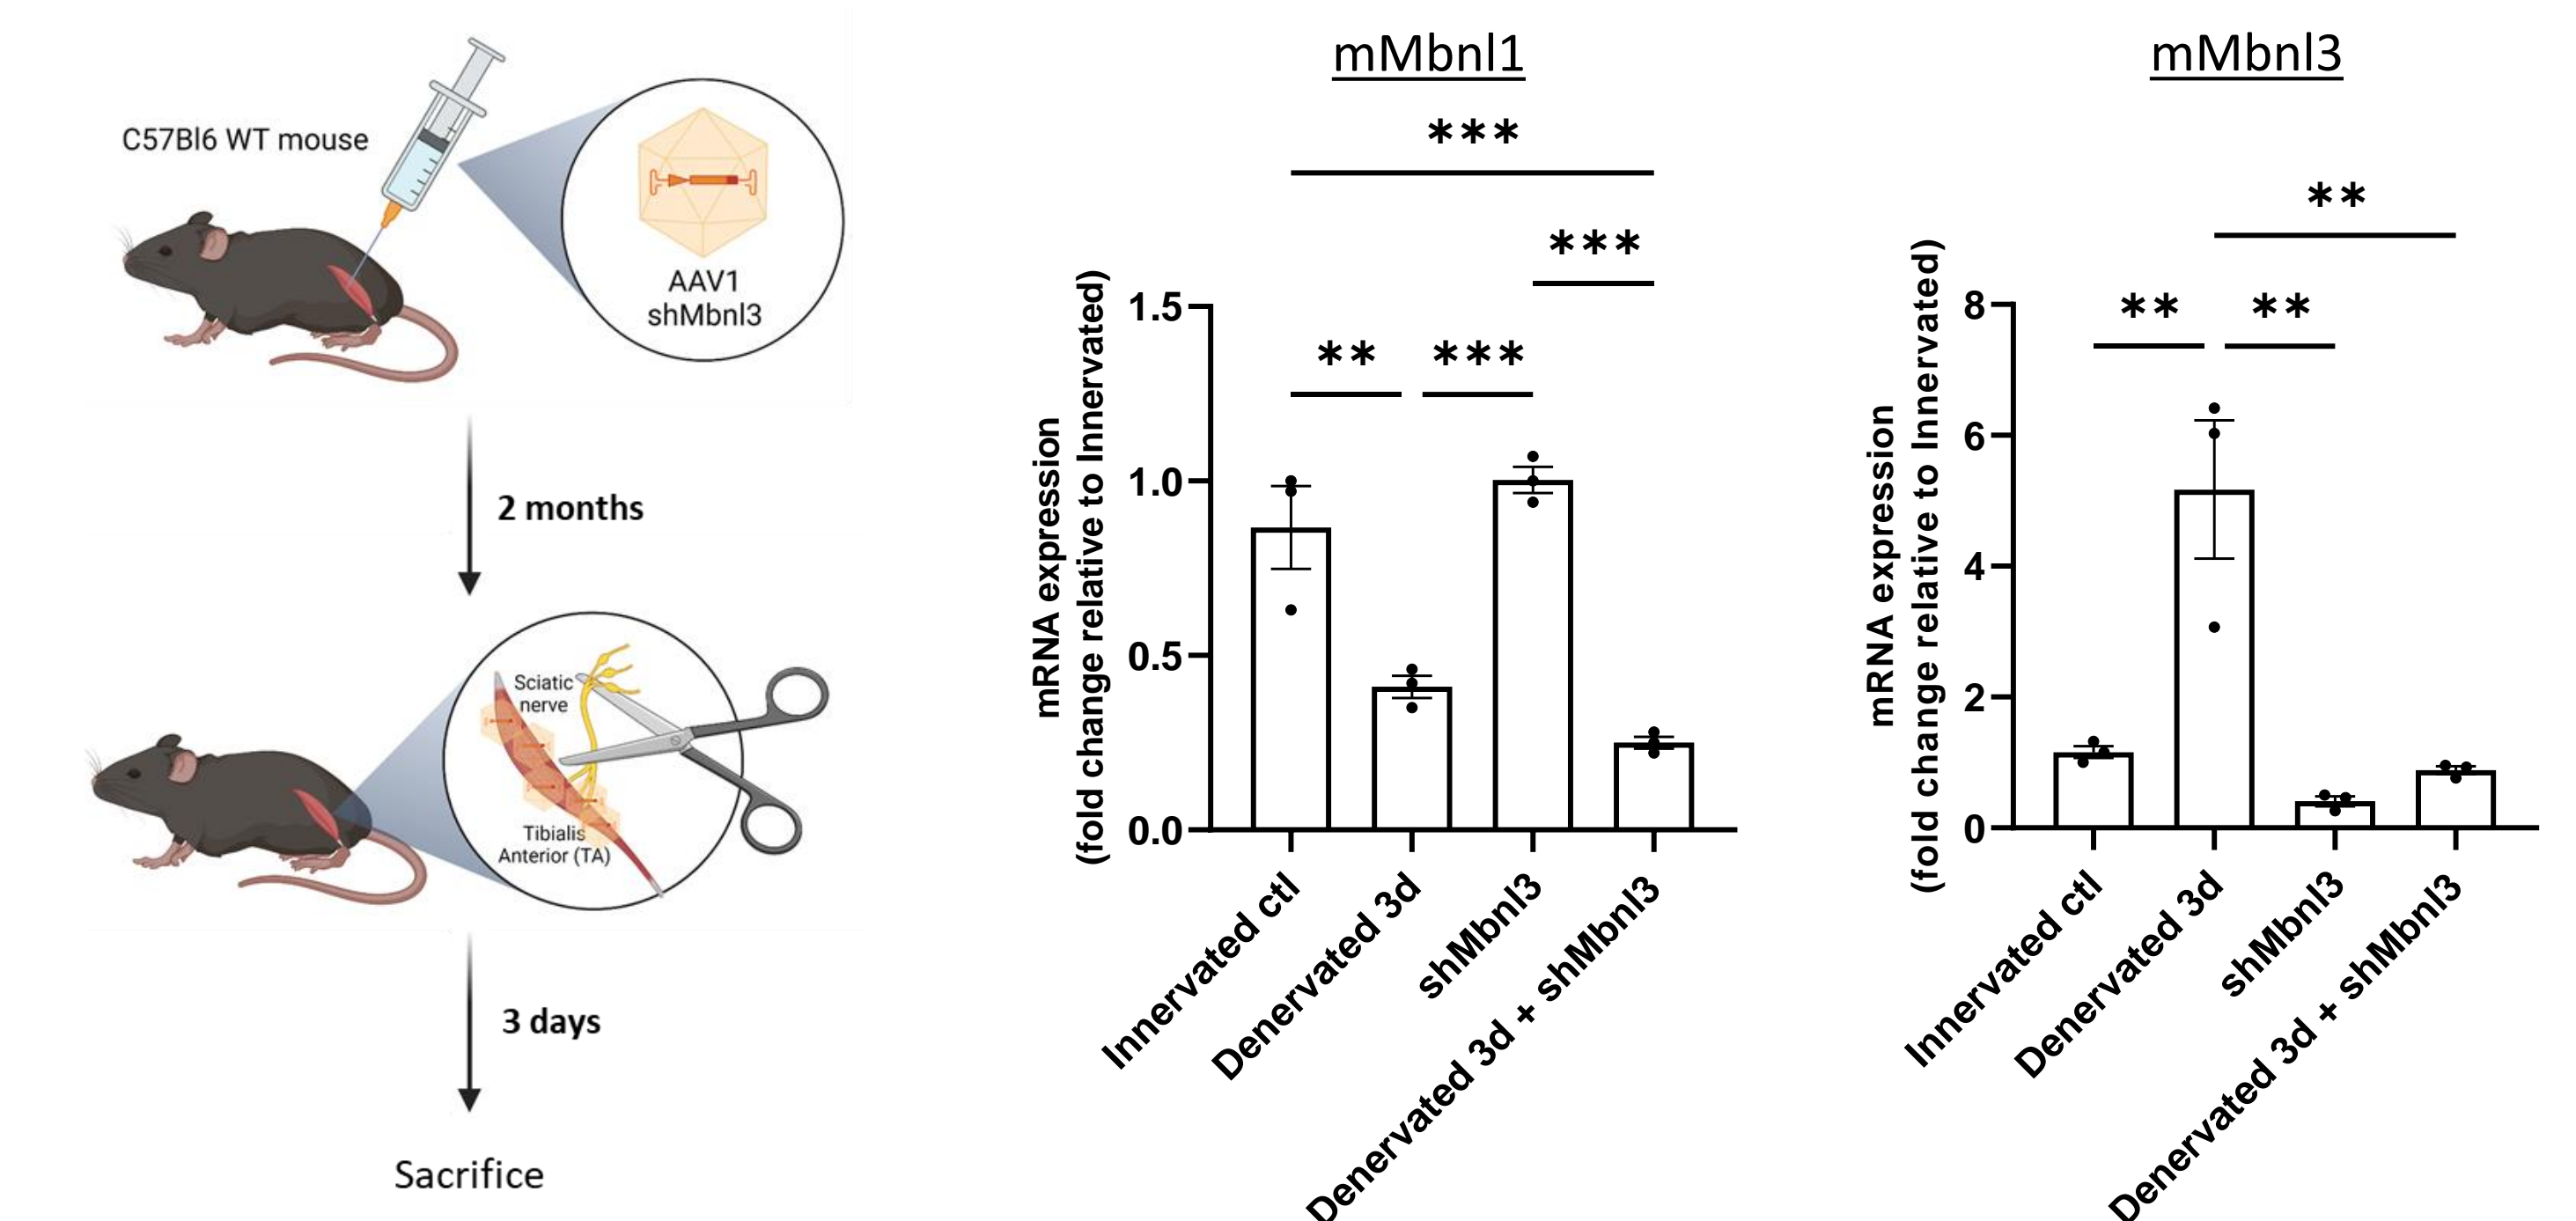 C57Bl6 WT mouse
AAV1
shMbnl3
2 months
Sciatic
nerve
Tibialis
Anterior (TA)
3 days
Sacrifice
mMbnl1
***
***
** ***
mRNA expression
(fold change relative to Innervated)
1.5
1.0
0.5
0.0
Innervated ctl
Denervated 3d
shMbnl3
Denervated 3d + shMbnl3
mMbnl3
**
** **
mRNA expression
(fold change relative to Innervated)
8
6
4
2
0
Innervated ctl
Denervated 3d
shMbnl3
Denervated 3d + shMbnl3